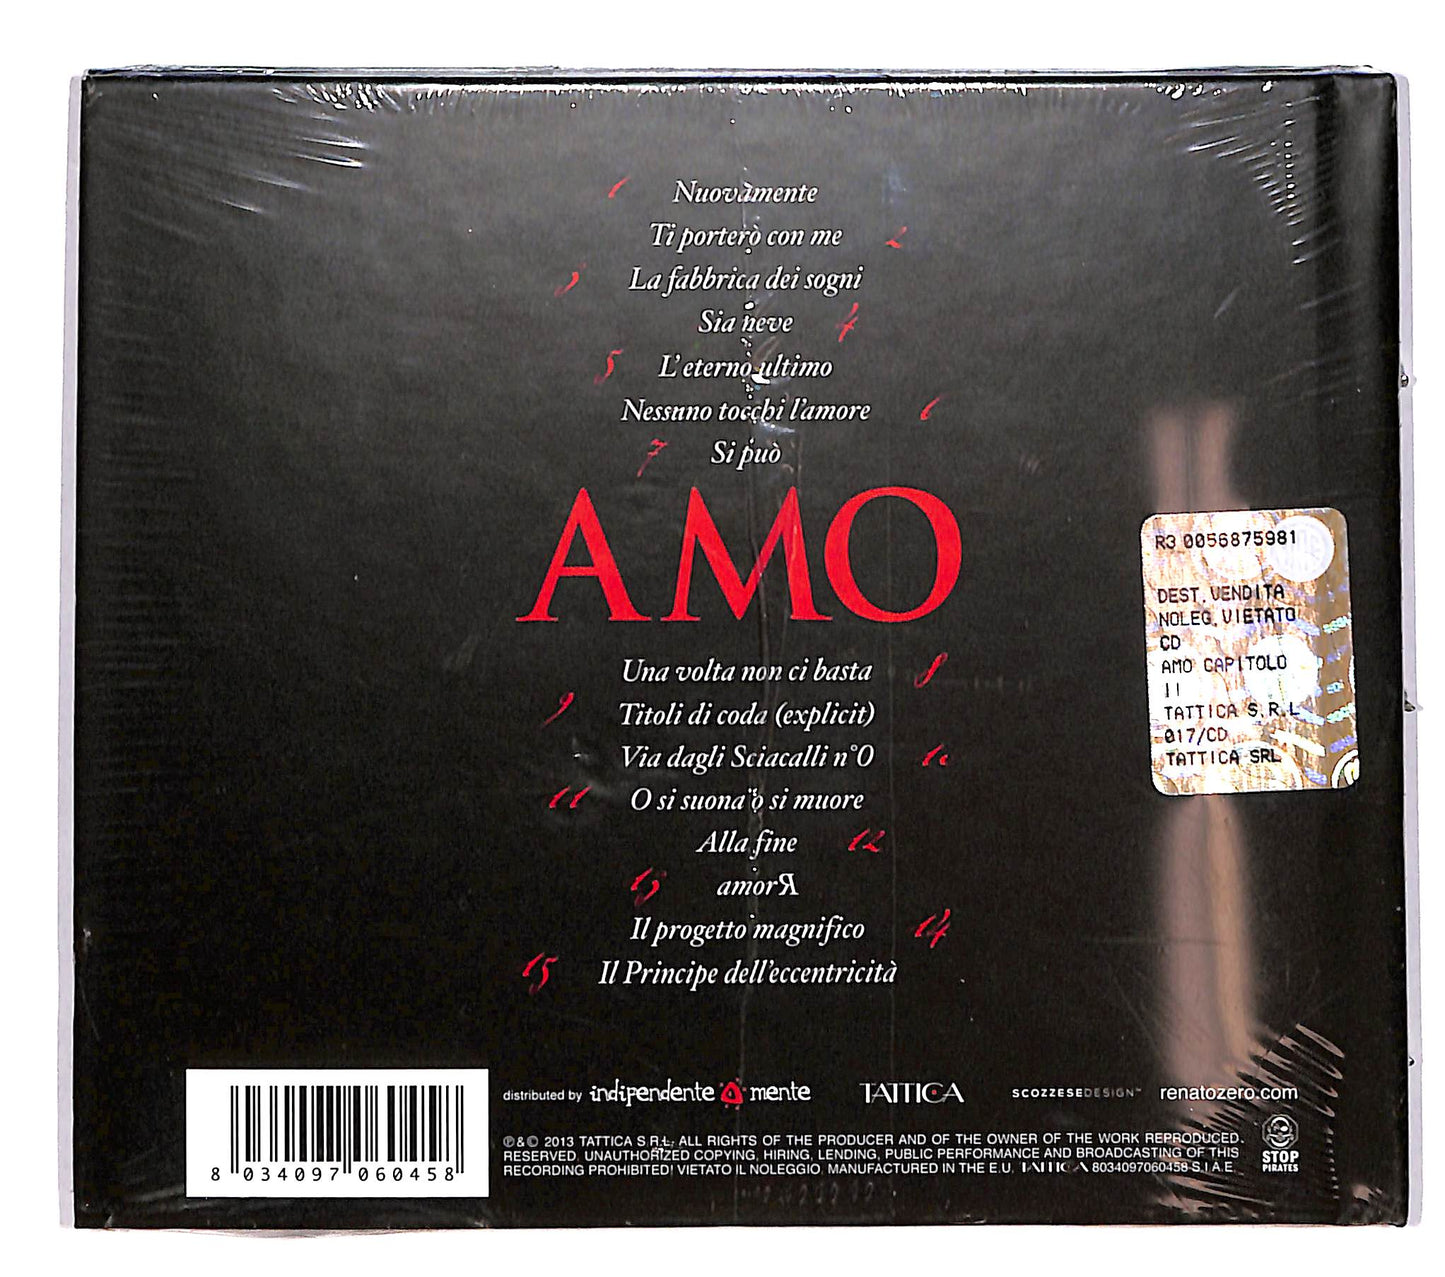 1 Nuovamente
Ti porterò con me 2
3 La fabbrica dei sogni
Sia neve 4
5 L'eterno ultimo
Nessuno tocchi l'amore 6
7 Si può
AMO
Una volta non ci basta 8
9 Titoli di coda (explicit)
Via dagli Sciacalli n°0 10
11 O si suona o si muore
Alla fine 12
13 amoЯ
Il progetto magnifico 14
15 Il Principe dell'eccentricità
R3 0056875981
DEST.VENDITA
NOLEG.VIETATO
CD
AMO CAPITOLO
II
TATTICA S.R.L
017/CD
TATTICA SRL
8 034097 060458
distributed by indipendente mente TATTICA SCOZZESEDESIGN™ renatozero.com
℗&© 2013 TATTICA S.R.L. ALL RIGHTS OF THE PRODUCER AND OF THE OWNER OF THE WORK REPRODUCED.
RESERVED. UNAUTHORIZED COPYING, HIRING, LENDING, PUBLIC PERFORMANCE AND BROADCASTING OF THIS
RECORDING PROHIBITED! VIETATO IL NOLEGGIO. MANUFACTURED IN THE E.U. TATTICA 8034097060458 S.I.A.E.
STOP
PIRATES